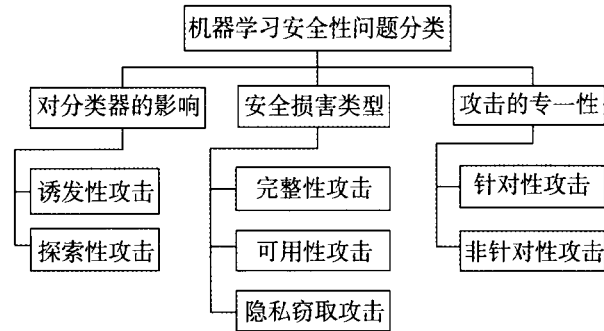 机器学习安全性问题分类
对分类器的影响
安全损害类型
攻击的专一性
诱发性攻击
探索性攻击
完整性攻击
可用性攻击
隐私窃取攻击
针对性攻击
非针对性攻击